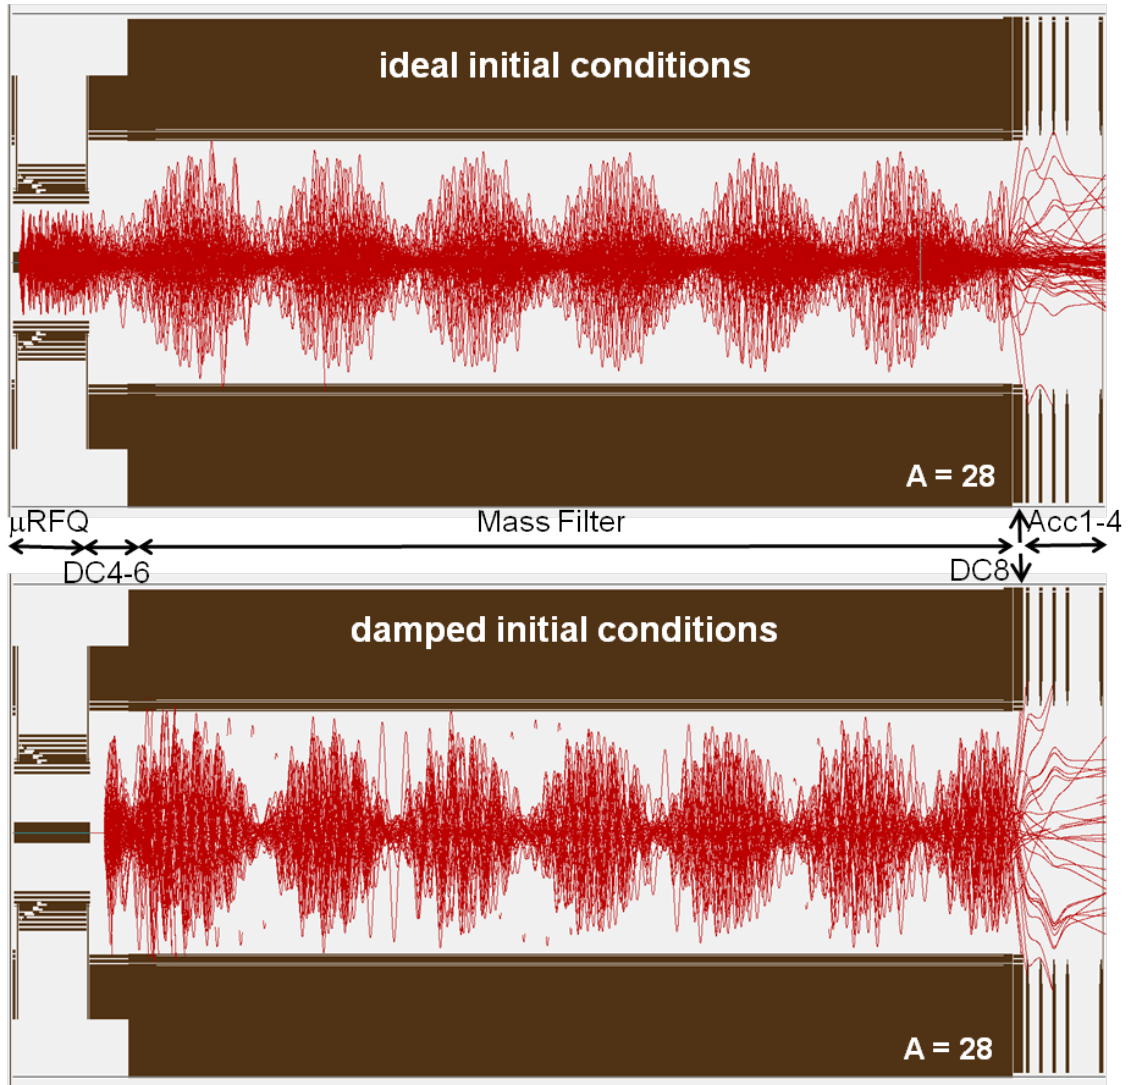 ideal initial conditions
A = 28
μRFQ
Mass Filter
Acc1-4
DC4-6
DC8
damped initial conditions
A = 28